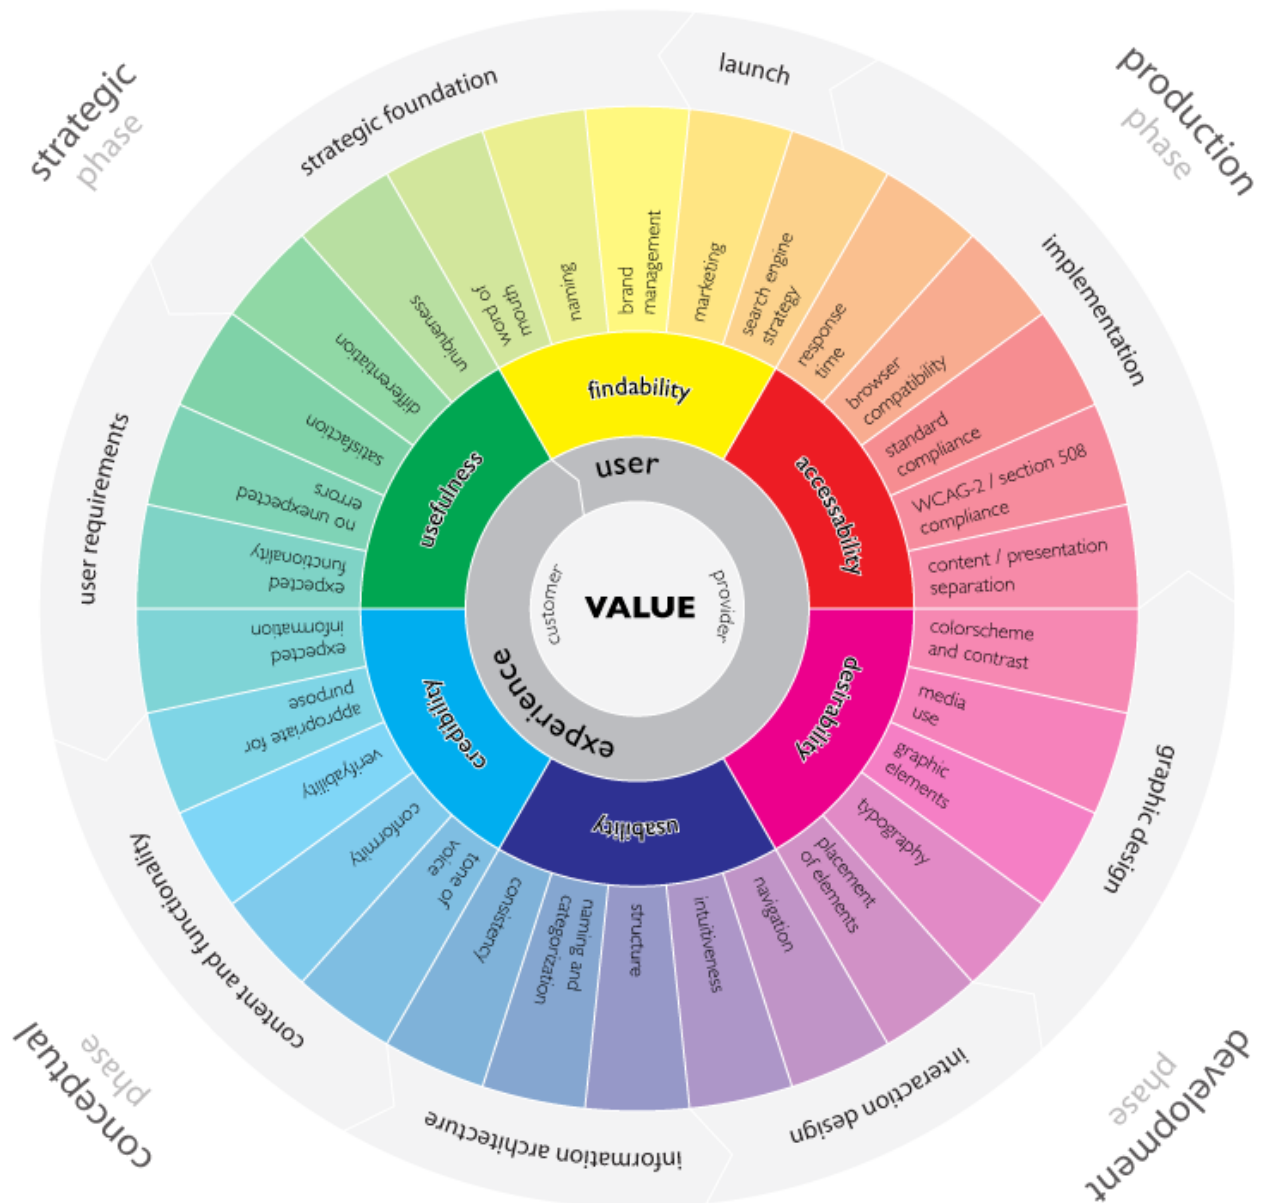 strategic
phase
production
phase
conceptual
phase
development
phase
strategic foundation
launch
implementation
graphic design
interaction design
information architecture
content and functionality
user requirements
brand
management
marketing
search engine
strategy
response
time
browser
compatibility
standard
compliance
WCAG-2 / section 508
compliance
content / presentation
separation
colorscheme
and contrast
media
use
graphic
elements
typography
placement
of elements
navigation
intuitiveness
structure
naming and
categorization
consistency
tone of
voice
conformity
verifyability
appropriate for
purpose
expected
information
expected
functionality
no unexpected
errors
satisfaction
differentiation
uniqueness
word of
mouth
naming
findability
accessability
desirability
usability
credibility
usefulness
user
experience
customer
VALUE
provider